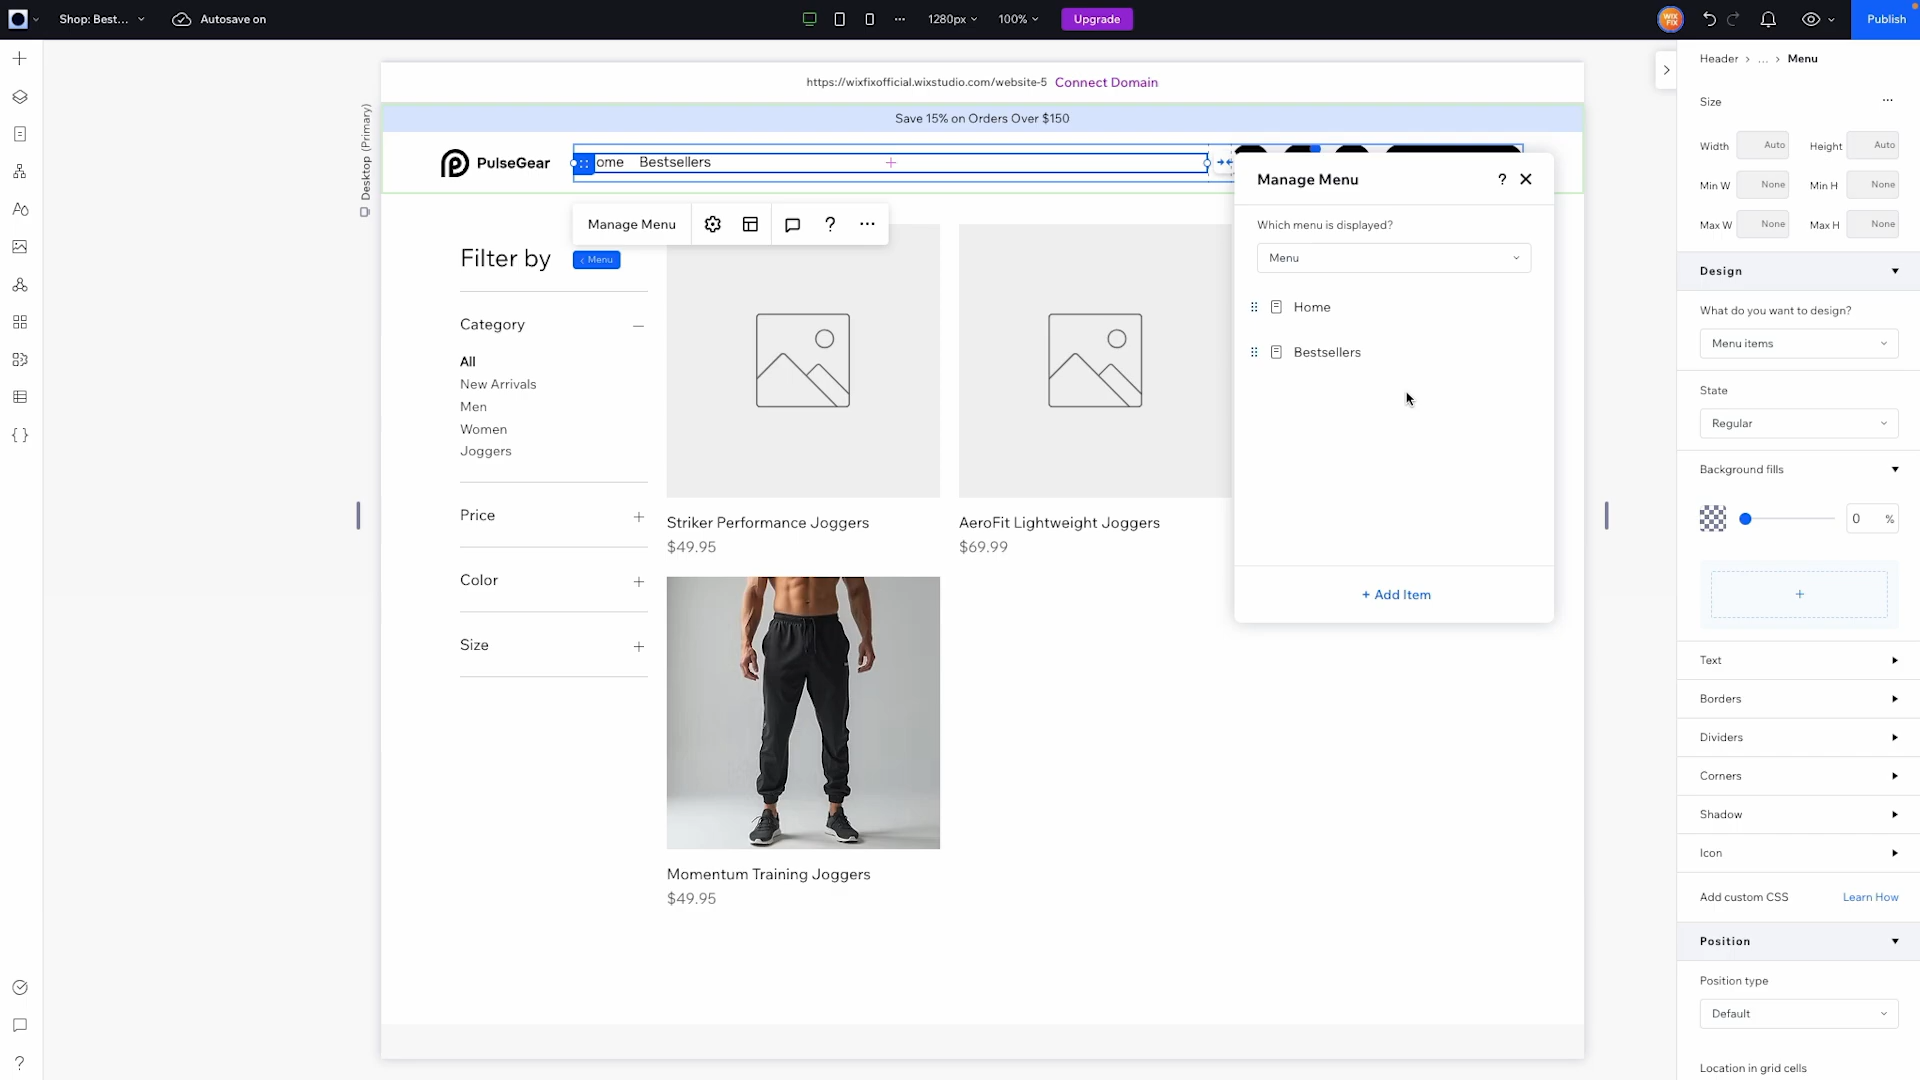 Shop: Best...
Autosave on
1280px
100%
Upgrade
WIX
FIX
Publish
https://wixfixofficial.wixstudio.com/website-5 Connect Domain
Desktop (Primary)
Save 15% on Orders Over $150
PulseGear
ome
Bestsellers
Manage Menu
Menu
Filter by
Category
All
New Arrivals
Men
Women
Joggers
Price
Color
Size
Striker Performance Joggers
$49.95
AeroFit Lightweight Joggers
$69.99
Momentum Training Joggers
$49.95
Manage Menu
?
Which menu is displayed?
Menu
Home
Bestsellers
+ Add Item
Header > ... > Menu
Size
Width Auto Height Auto
Min W None Min H None
Max W None Max H None
Design
What do you want to design?
Menu items
State
Regular
Background fills
0 %
Text
Borders
Dividers
Corners
Shadow
Icon
Add custom CSS Learn How
Position
Position type
Default
Location in grid cells